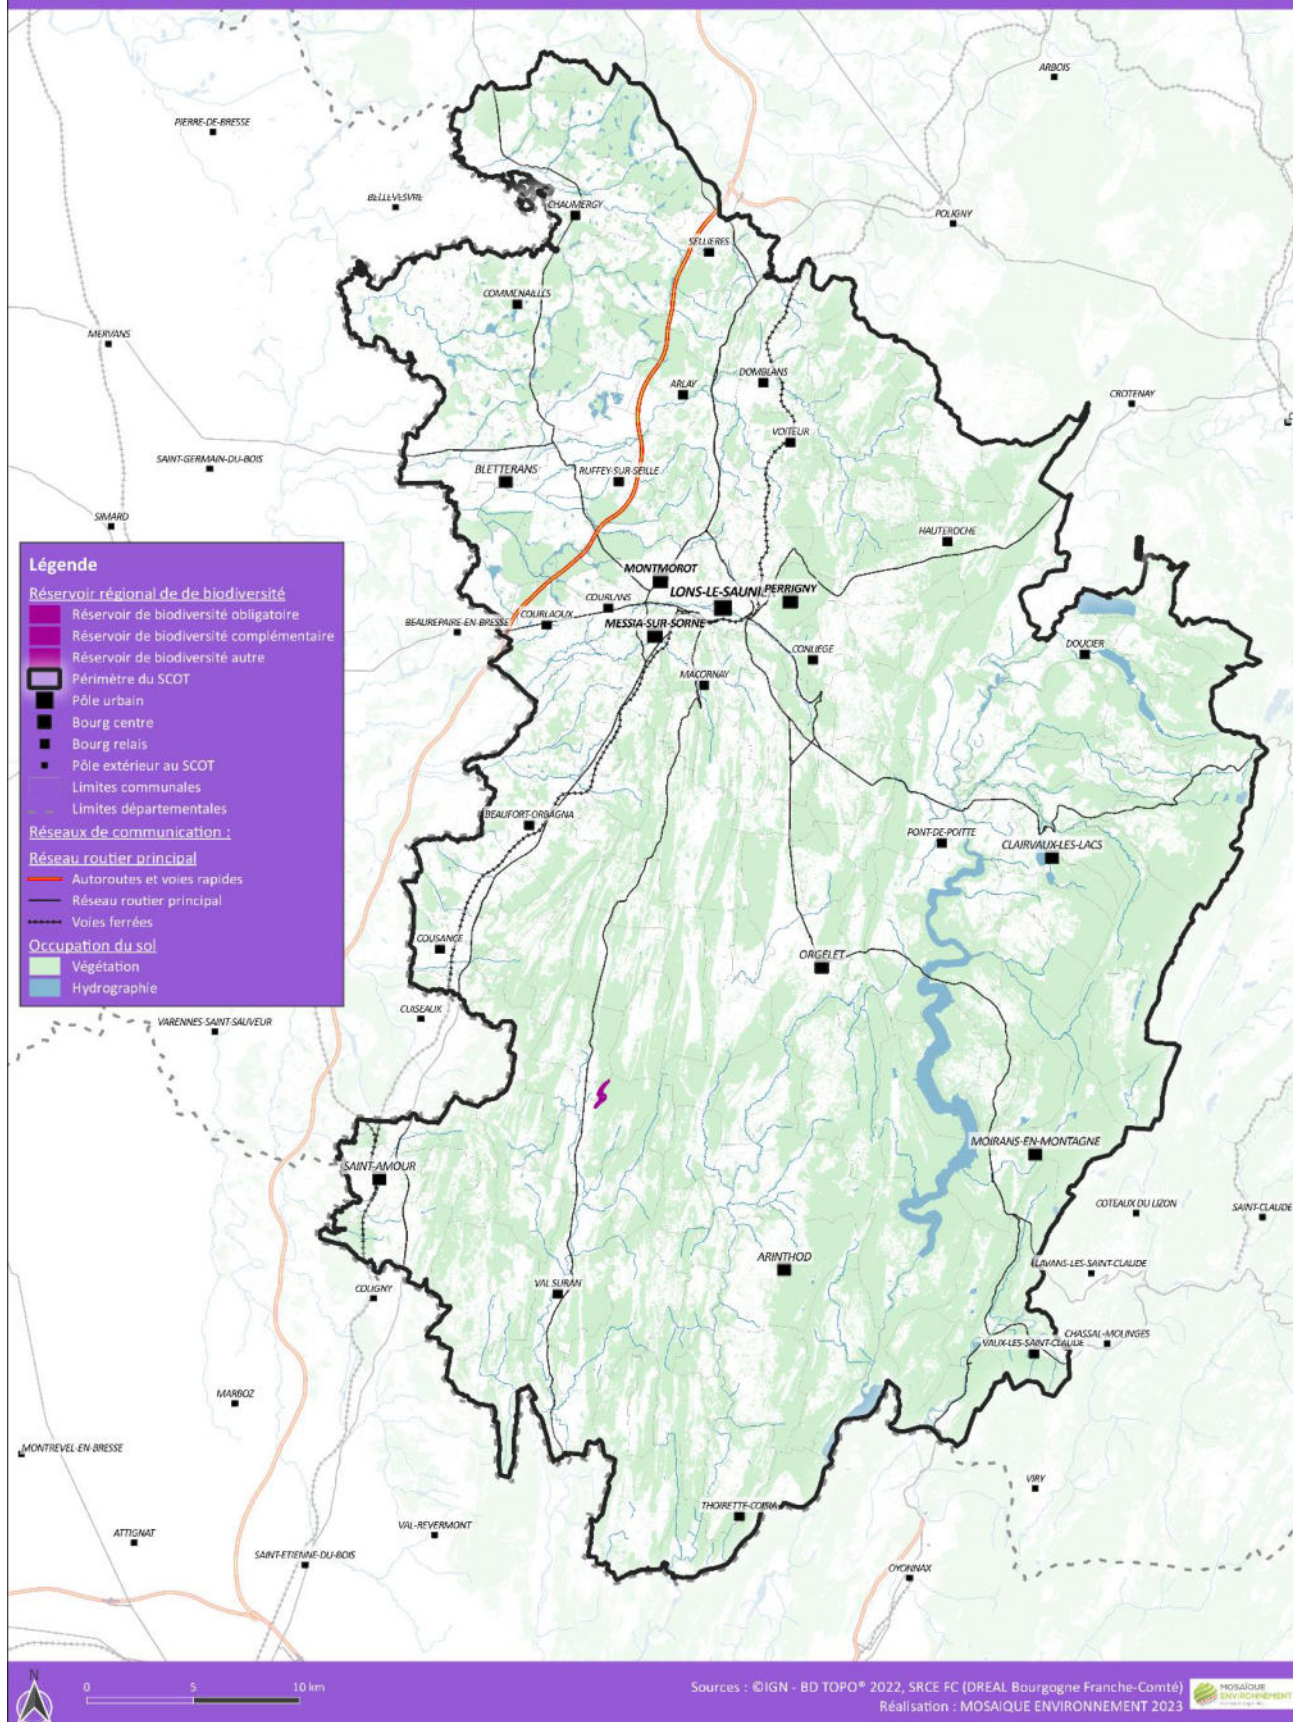 ARBOIS
PIERRE-DE-BRESSE
BELLEVESVRE
CHAUMERGY
POLIGNY
SELLIERES
COMMENAILLES
MERVANS
DOMBLANS
ARLAY
CROTENAY
VOITEUR
SAINT-GERMAIN-DU-BOIS
BLETTERANS
RUFFEY-SUR-SEILLE
SIMARD
HAUTEROCHE
Légende
Réservoir régional de de biodiversité
Réservoir de biodiversité obligatoire
Réservoir de biodiversité complémentaire
Réservoir de biodiversité autre
Périmètre du SCOT
Pôle urbain
Bourg centre
Bourg relais
Pôle extérieur au SCOT
Limites communales
Limites départementales
Réseaux de communication :
Réseau routier principal
Autoroutes et voies rapides
Réseau routier principal
Voies ferrées
Occupation du sol
Végétation
Hydrographie
MONTMOROT
LONS-LE-SAUNI
PERRIGNY
COURLANS
COURLAOUX
BEAUREPAIRE-EN-BRESSE
MESSIA-SUR-SORNE
DOUCIER
CONLIEGE
MACORNAY
BEAUFORT-ORBAGNA
PONT-DE-POITTE
CLAIRVAUX-LES-LACS
COUSANCE
ORGELET
CUISEAUX
VARENNES-SAINT-SAUVEUR
MOIRANS-EN-MONTAGNE
SAINT-AMOUR
COTEAUX DU LIZON
SAINT-CLAUDE
ARINTHOD
LAVANS-LES-SAINT-CLAUDE
VAL SURAN
COLIGNY
CHASSAL-MOLINGES
VAUX-LES-SAINT-CLAUDE
MARBOZ
MONTREVEL-EN-BRESSE
VIRY
THOIRETTE-COISIA
VAL-REVERMONT
ATTIGNAT
SAINT-ETIENNE-DU-BOIS
OYONNAX
N
0 5 10 km
Sources : ©IGN - BD TOPO® 2022, SRCE FC (DREAL Bourgogne Franche-Comté)
Réalisation : MOSAIQUE ENVIRONNEMENT 2023
MOSAÏQUE
ENVIRONNEMENT